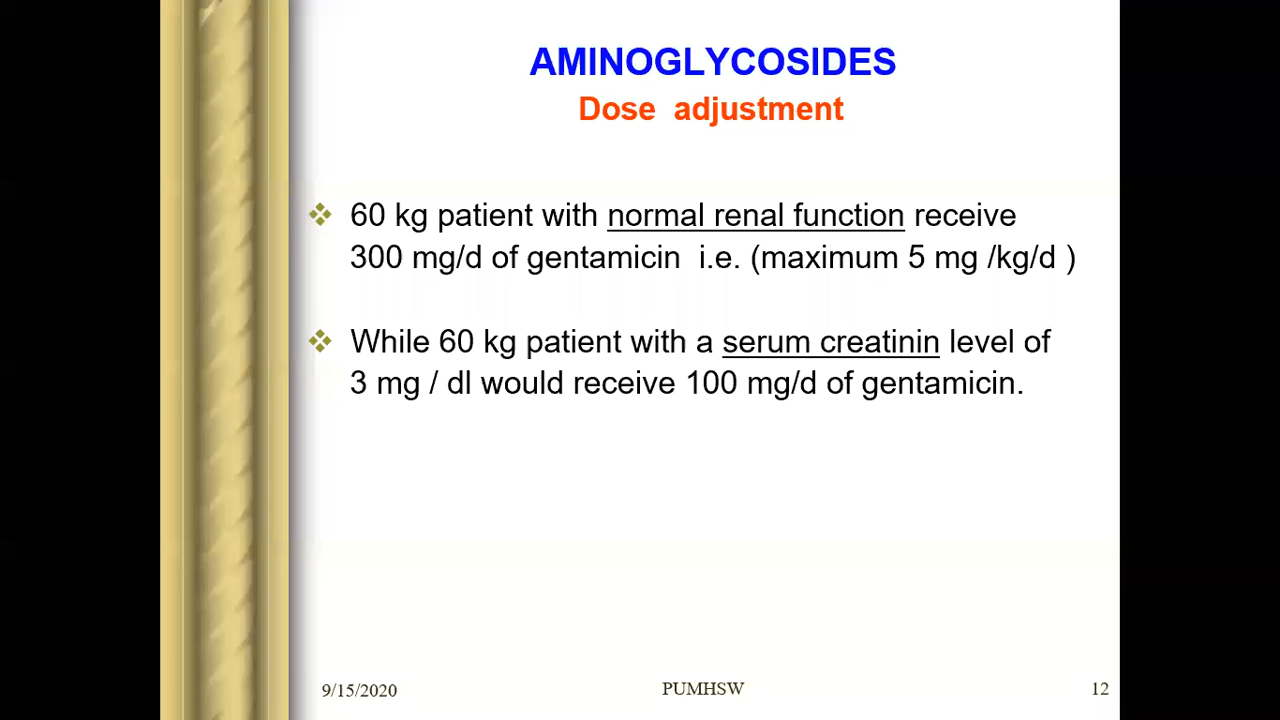 AMINOGLYCOSIDES
Dose adjustment
60 kg patient with normal renal function receive
300 mg/d of gentamicin i.e. (maximum 5 mg /kg/d )
While 60 kg patient with a serum creatinin level of
3 mg / dl would receive 100 mg/d of gentamicin.
9/15/2020
PUMHSW
12